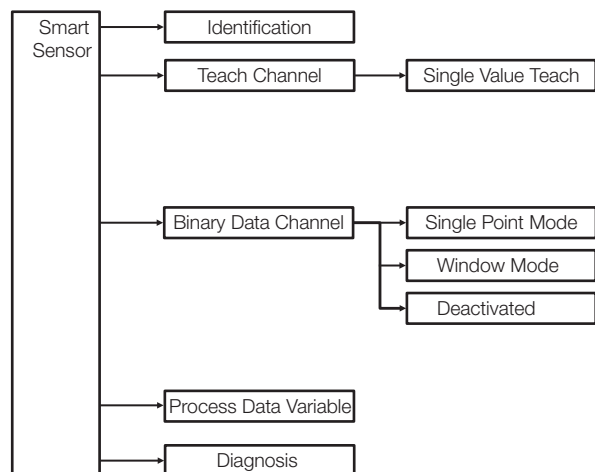 Smart
Sensor
Identification
Teach Channel
Single Value Teach
Binary Data Channel
Single Point Mode
Window Mode
Deactivated
Process Data Variable
Diagnosis